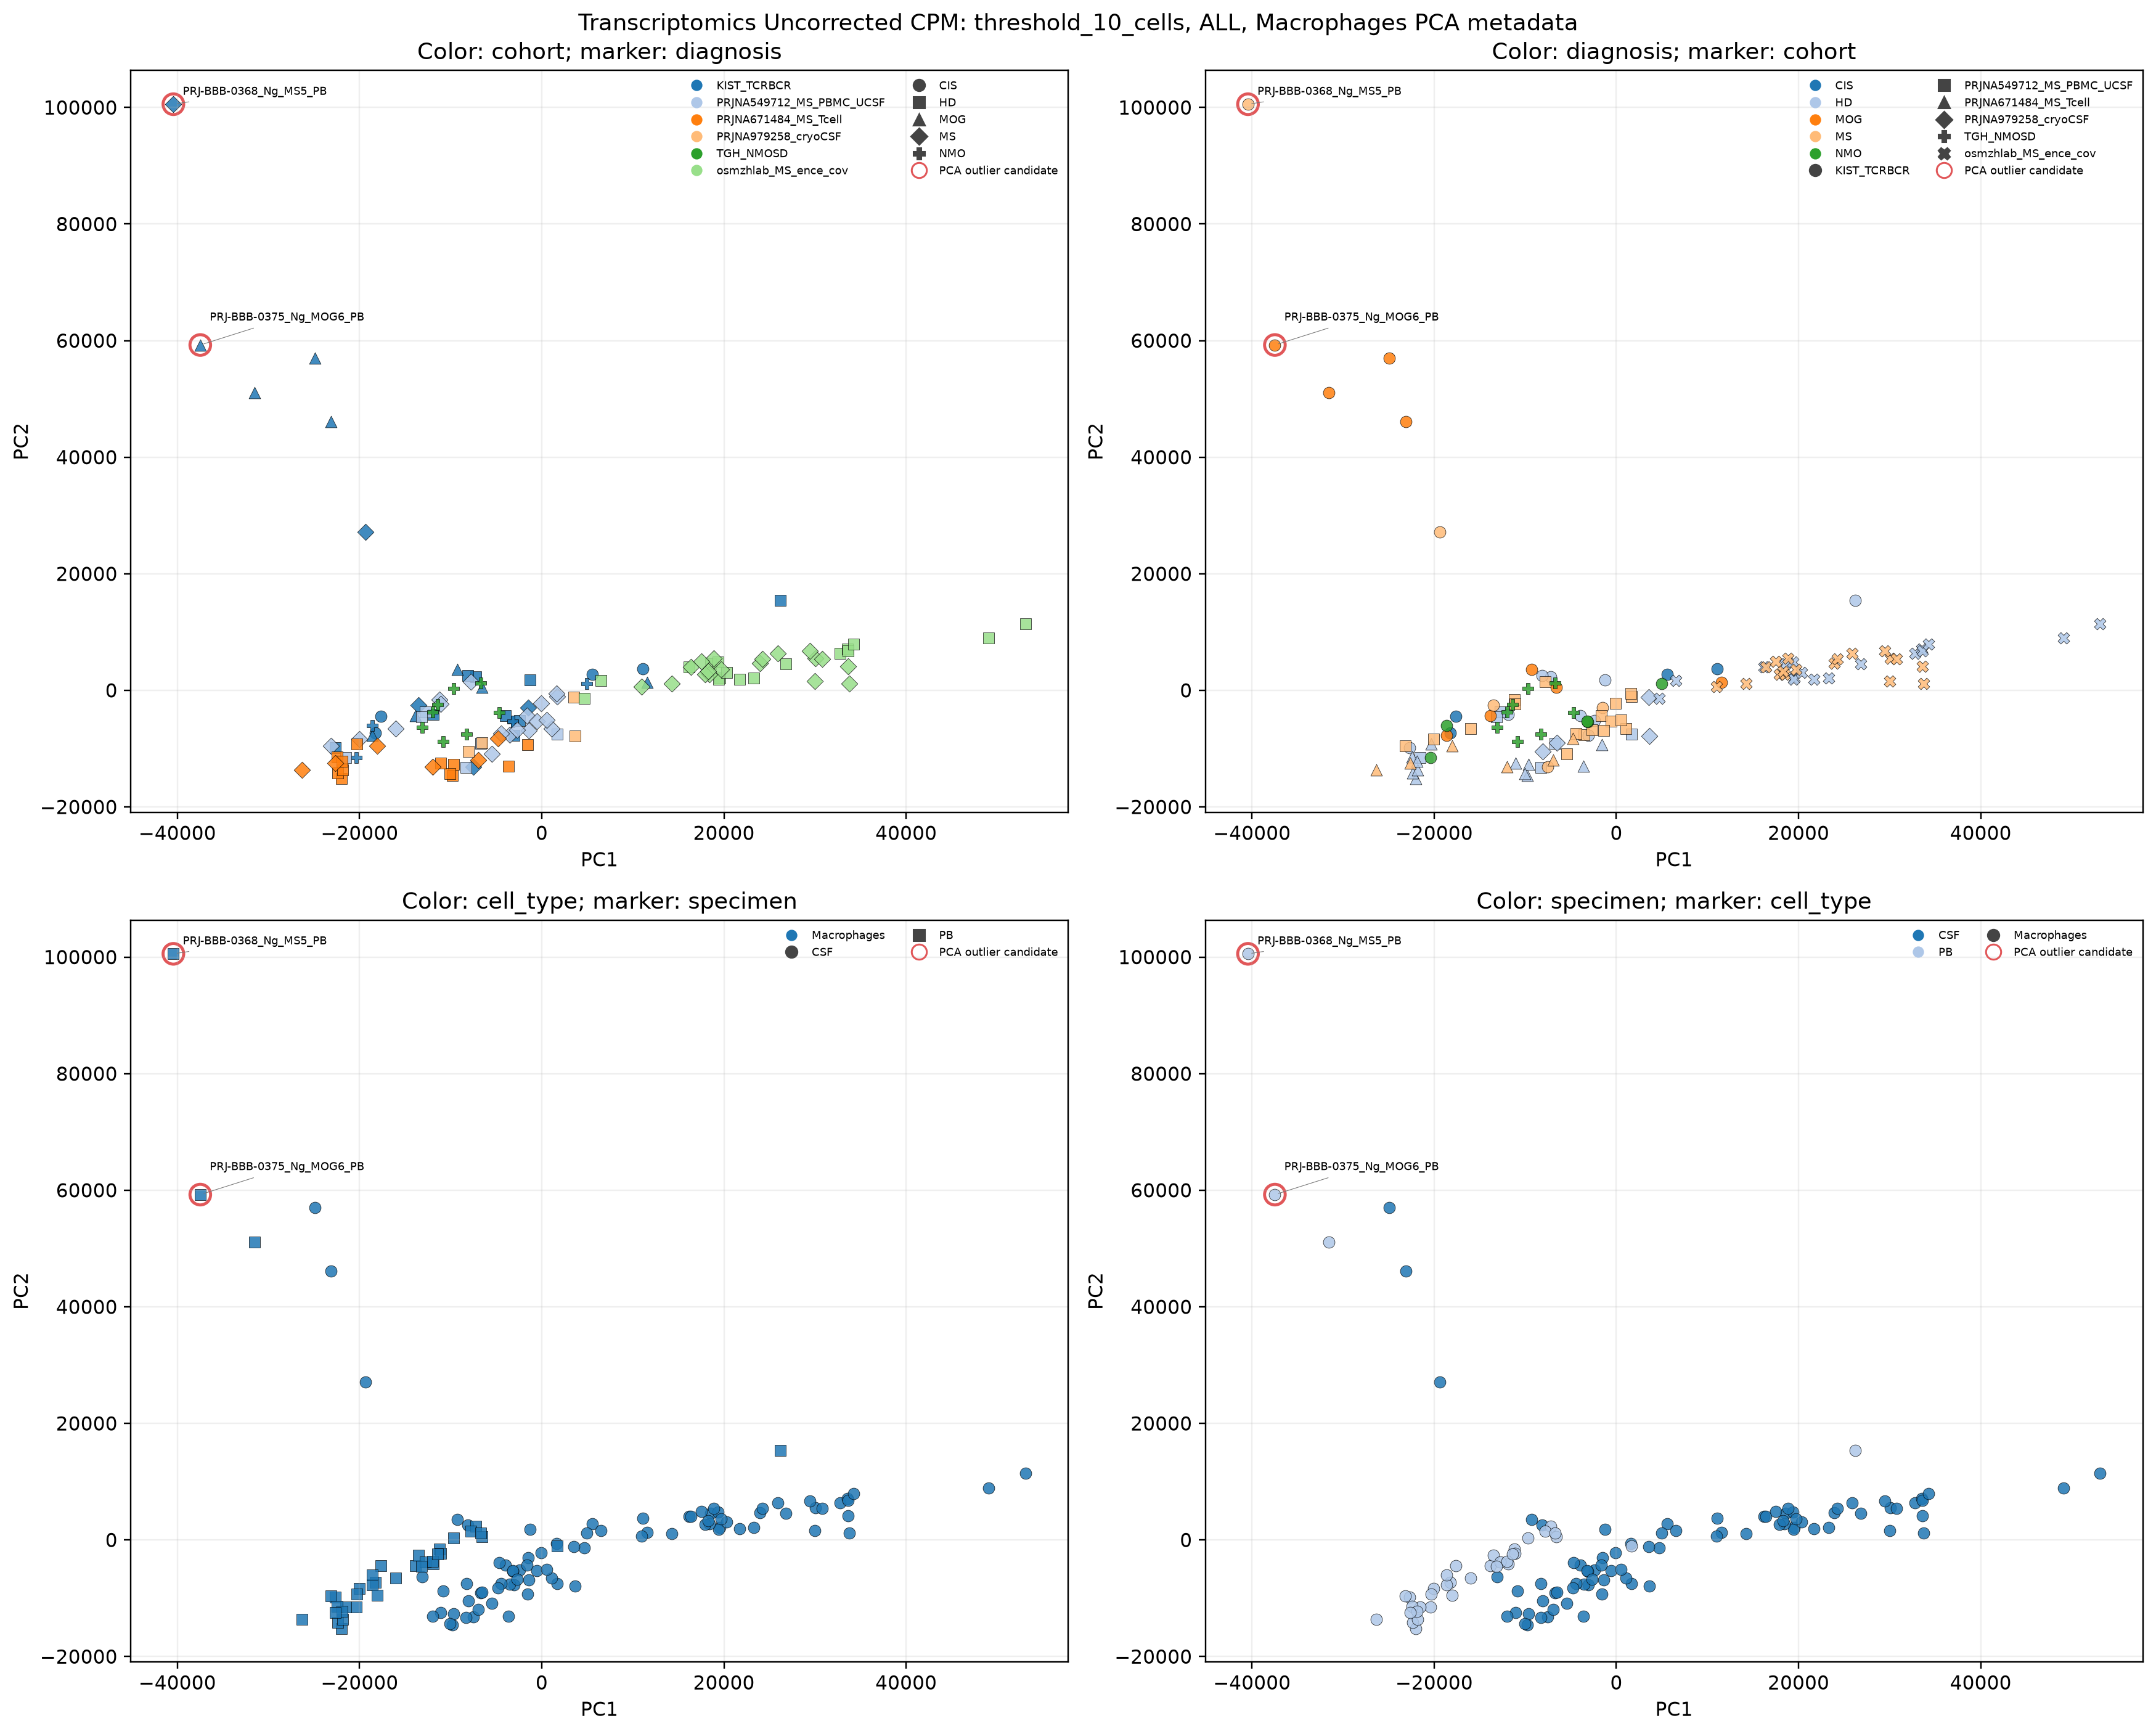 Transcriptomics Uncorrected CPM: threshold_10_cells, ALL, Macrophages PCA metadata
Color: cohort; marker: diagnosis
PRJ-BBB-0368_Ng_MS5_PB
PRJ-BBB-0375_Ng_MOG6_PB
KIST_TCRBCR
PRJNA549712_MS_PBMC_UCSF
PRJNA671484_MS_Tcell
PRJNA979258_cryoCSF
TGH_NMOSD
osmzhlab_MS_ence_cov
CIS
HD
MOG
MS
NMO
PCA outlier candidate
100000
80000
60000
40000
20000
0
−20000
PC2
−40000
−20000
0
20000
40000
PC1
Color: diagnosis; marker: cohort
PRJ-BBB-0368_Ng_MS5_PB
PRJ-BBB-0375_Ng_MOG6_PB
CIS
HD
MOG
MS
NMO
KIST_TCRBCR
PRJNA549712_MS_PBMC_UCSF
PRJNA671484_MS_Tcell
PRJNA979258_cryoCSF
TGH_NMOSD
osmzhlab_MS_ence_cov
PCA outlier candidate
100000
80000
60000
40000
20000
0
−20000
PC2
−40000
−20000
0
20000
40000
PC1
Color: cell_type; marker: specimen
PRJ-BBB-0368_Ng_MS5_PB
PRJ-BBB-0375_Ng_MOG6_PB
Macrophages
CSF
PB
PCA outlier candidate
100000
80000
60000
40000
20000
0
−20000
PC2
−40000
−20000
0
20000
40000
PC1
Color: specimen; marker: cell_type
PRJ-BBB-0368_Ng_MS5_PB
PRJ-BBB-0375_Ng_MOG6_PB
CSF
PB
Macrophages
PCA outlier candidate
100000
80000
60000
40000
20000
0
−20000
PC2
−40000
−20000
0
20000
40000
PC1